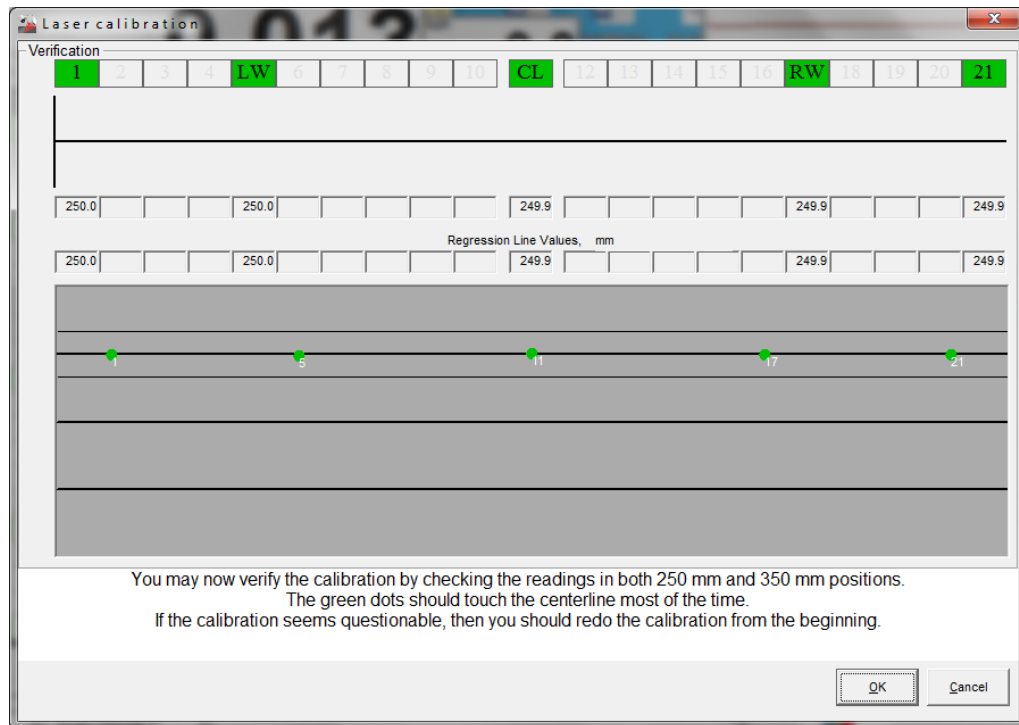 Laser calibration
Verification
1 2 3 4 LW 6 7 8 9 10 CL 12 13 14 15 16 RW 18 19 20 21
250.0 250.0 249.9 249.9 249.9
Regression Line Values, mm
250.0 250.0 249.9 249.9 249.9
1 5 11 17 21
You may now verify the calibration by checking the readings in both 250 mm and 350 mm positions.
The green dots should touch the centerline most of the time.
If the calibration seems questionable, then you should redo the calibration from the beginning.
OK Cancel